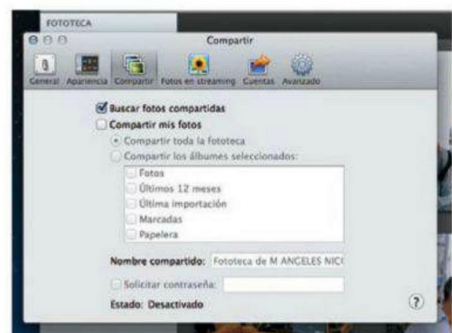 FOTOTECA
Compartir
General Apariencia Compartir Fotos en streaming Cuentas Avanzado
Buscar fotos compartidas
Compartir mis fotos
Compartir toda la fototeca
Compartir los álbumes seleccionados:
Fotos
Últimos 12 meses
Última importación
Marcadas
Papelera
Nombre compartido: Fototeca de M ANGELES NIC
Solicitar contraseña:
Estado: Desactivado
?